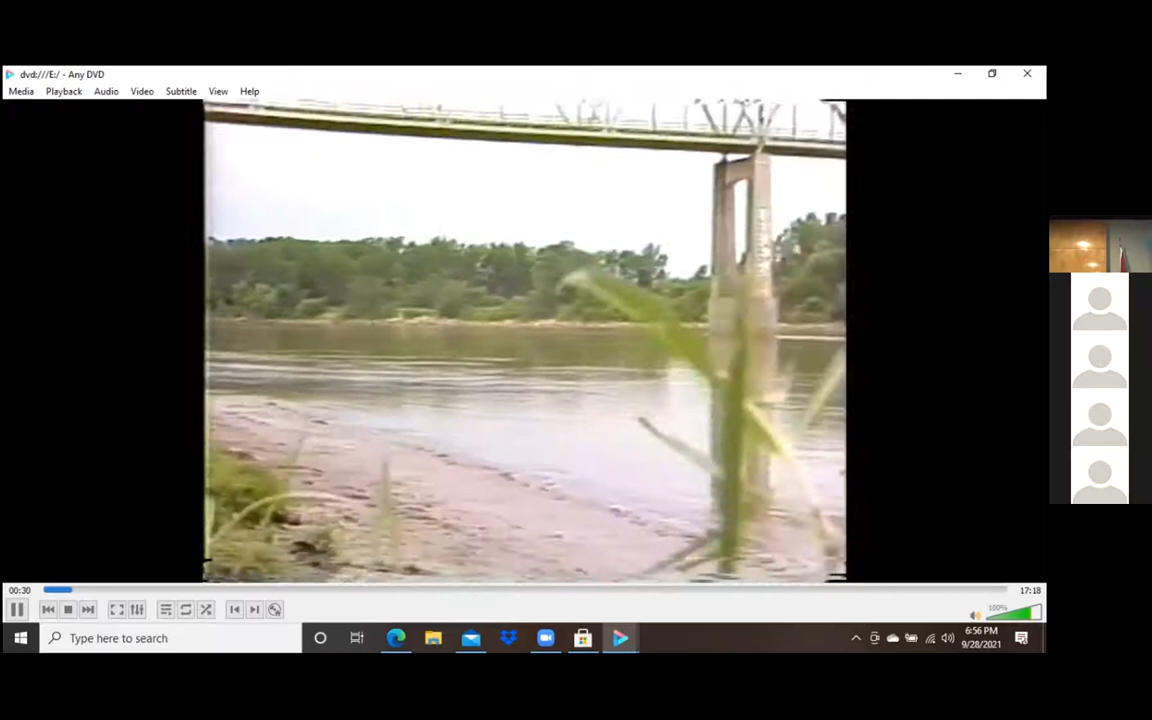 dvd:///E:/ - Any DVD
Media Playback Audio Video Subtitle View Help
00:30
17:18
100%
Type here to search
6:56 PM
9/28/2021